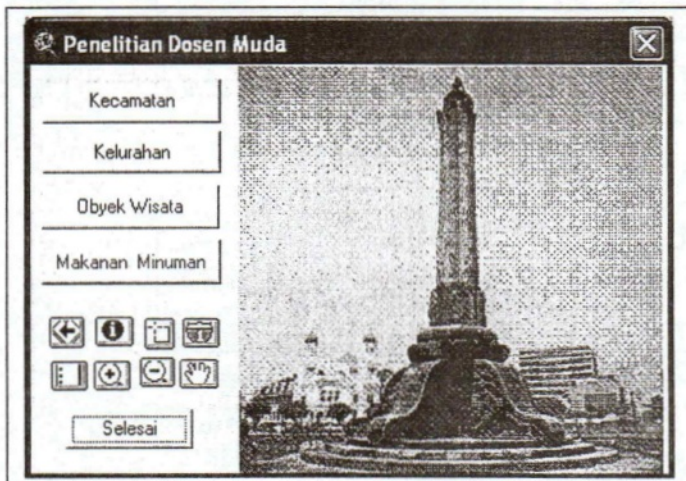 Penelitian Dosen Muda
Kecamatan
Kelurahan
Obyek Wisata
Makanan Minuman
Selesai